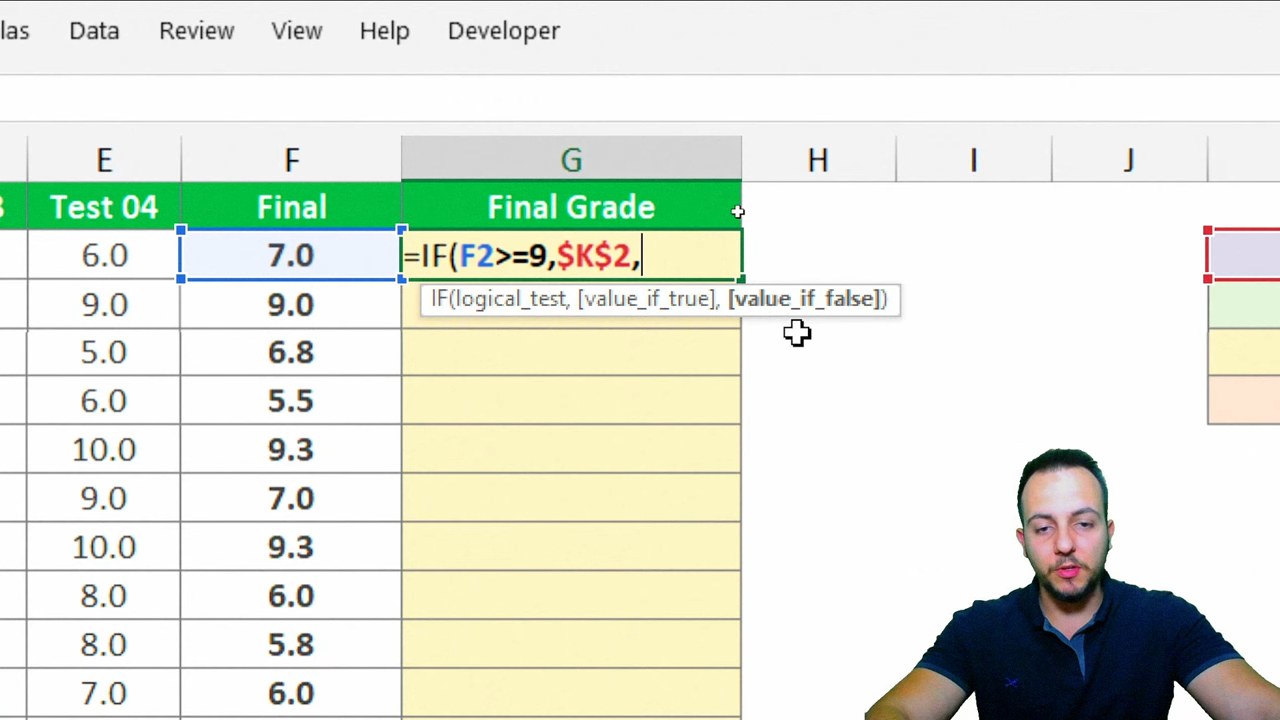 las Data Review View Help Developer
E F G H I J
3 Test 04 Final Final Grade
6.0 7.0 =IF(F2>=9,$K$2,
IF(logical_test, [value_if_true], [value_if_false])
9.0 9.0
5.0 6.8
6.0 5.5
10.0 9.3
9.0 7.0
10.0 9.3
8.0 6.0
8.0 5.8
7.0 6.0